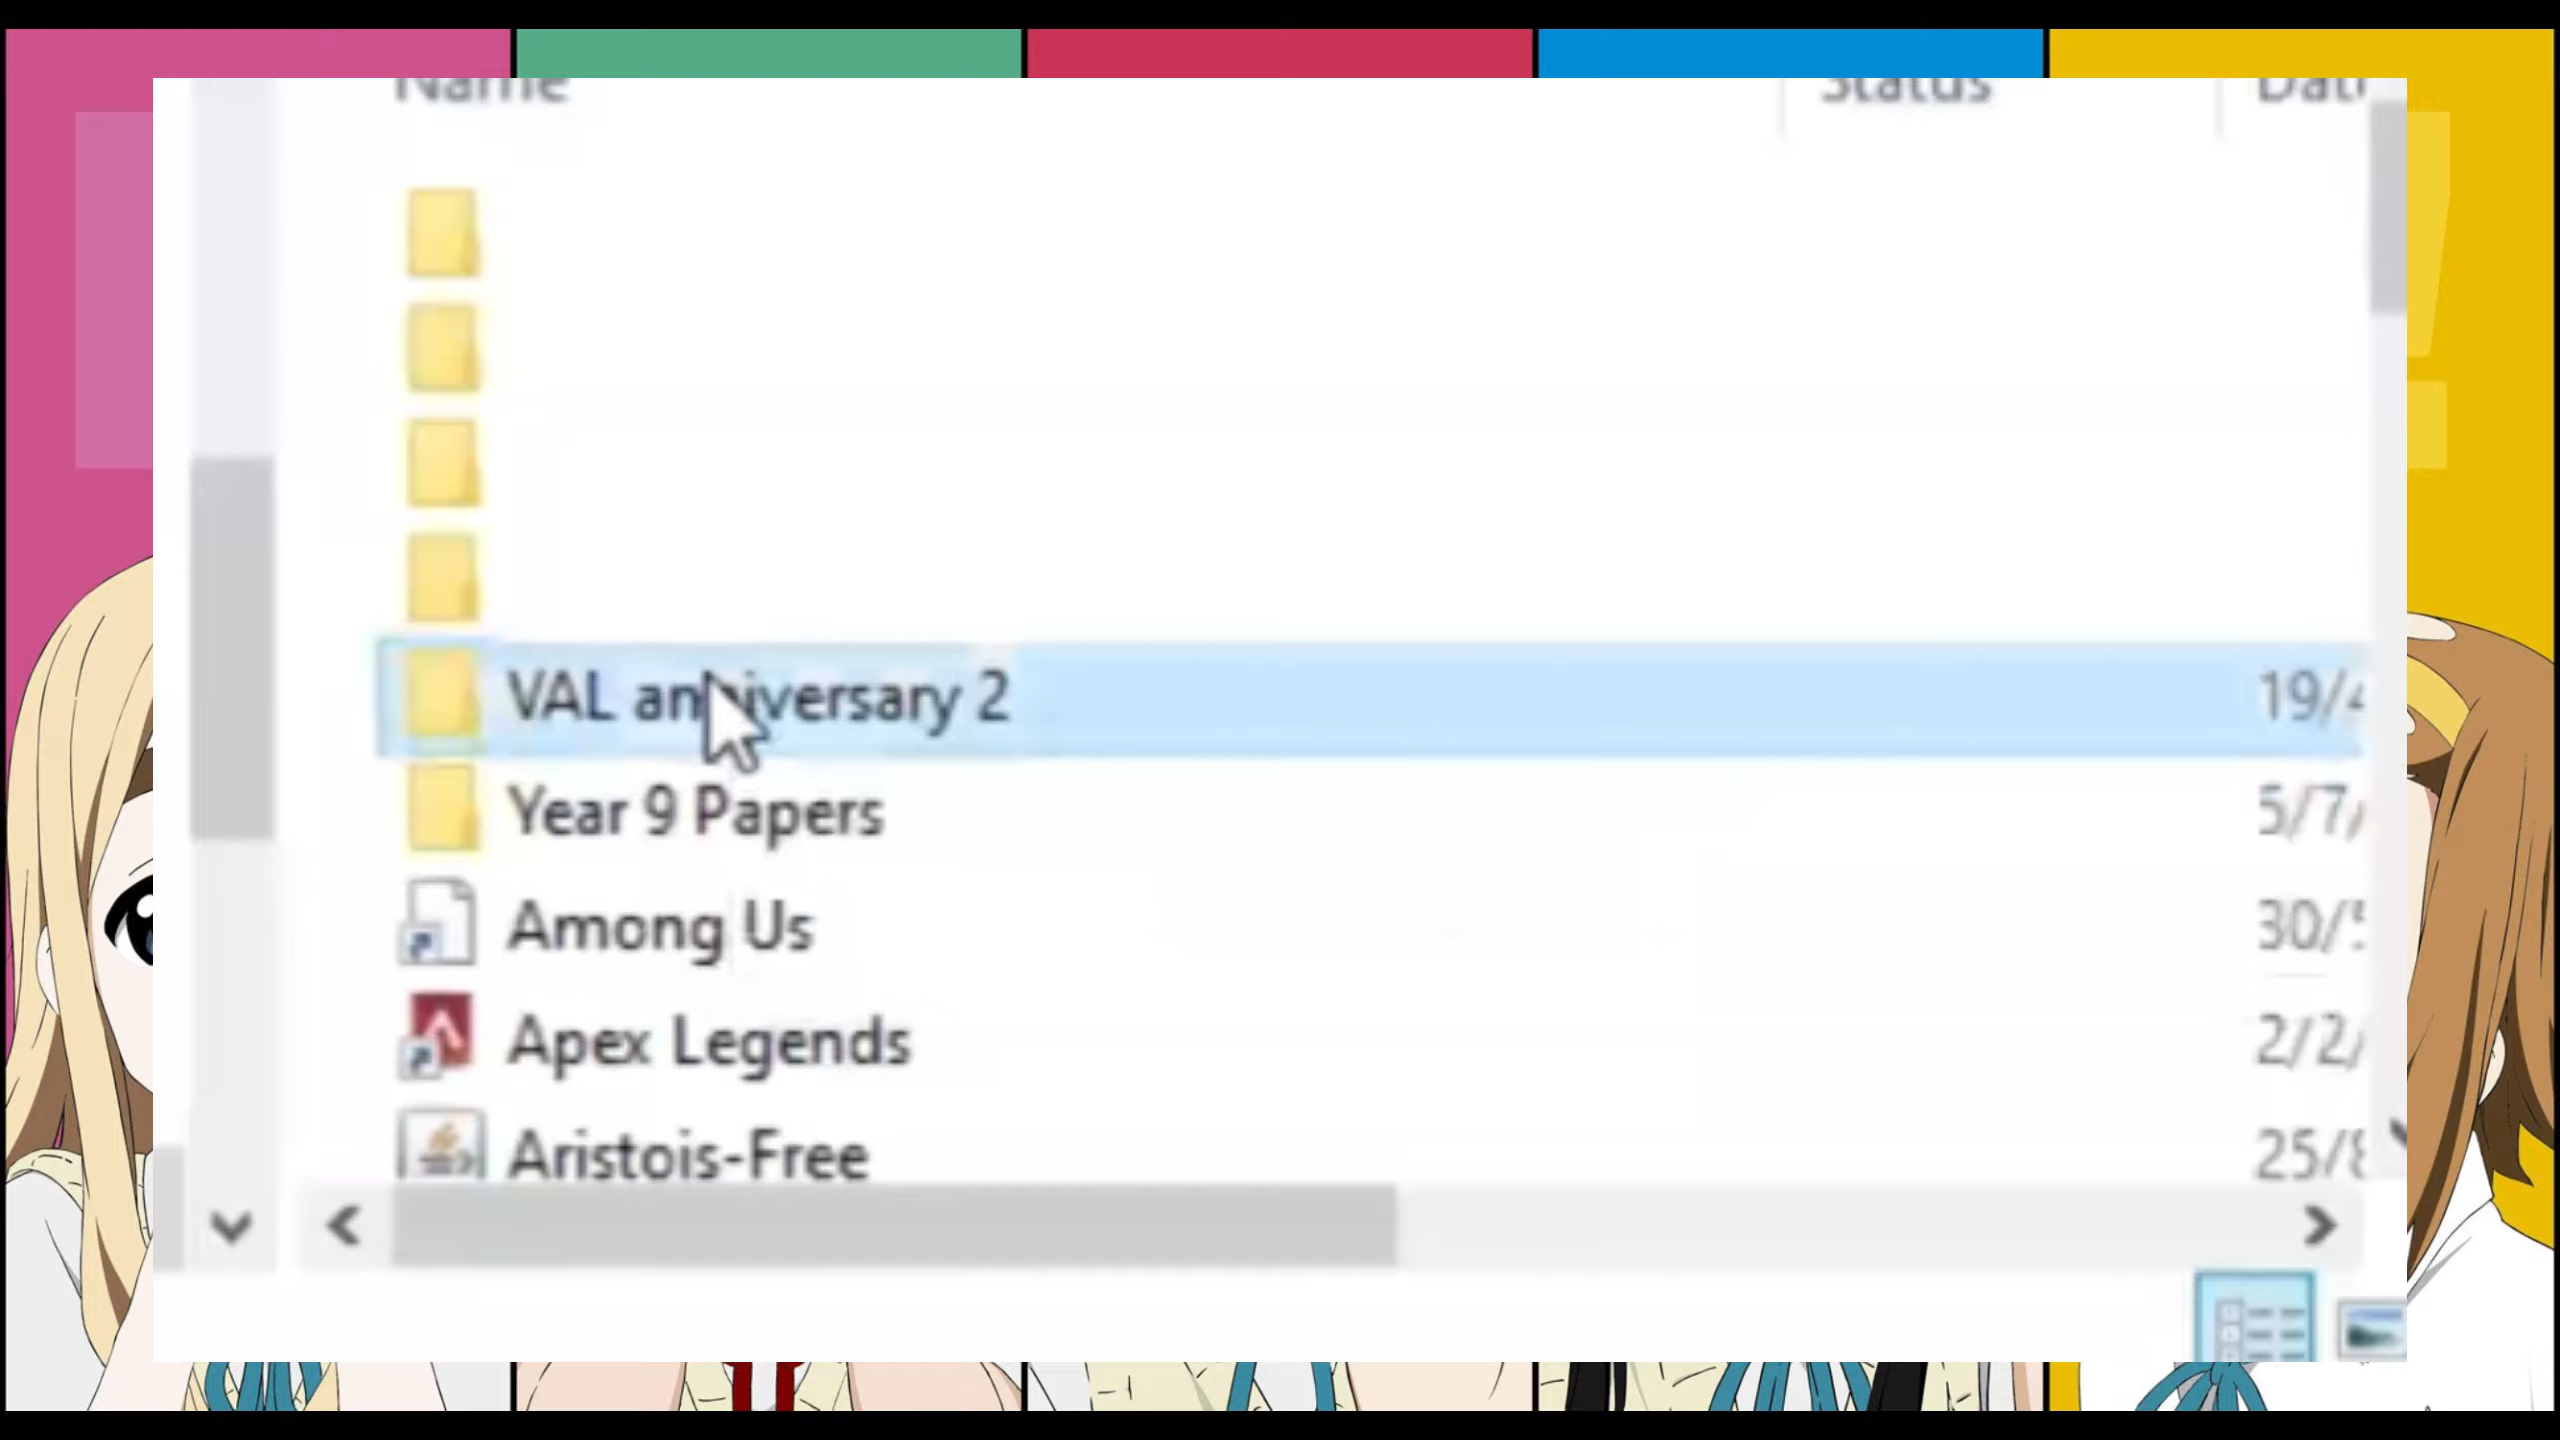 Name Status Date
VAL anniversary 2 19/4
Year 9 Papers 5/7/
Among Us 30/5
Apex Legends 2/2/
Aristois-Free 25/8